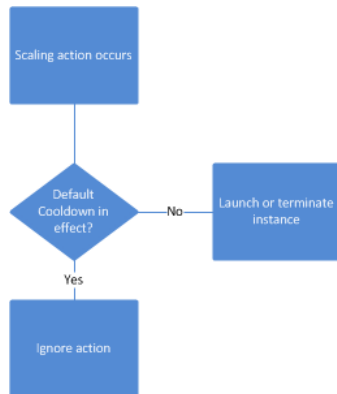 Scaling action occurs
Default
Cooldown in
effect?
No
Launch or terminate
instance
Yes
Ignore action